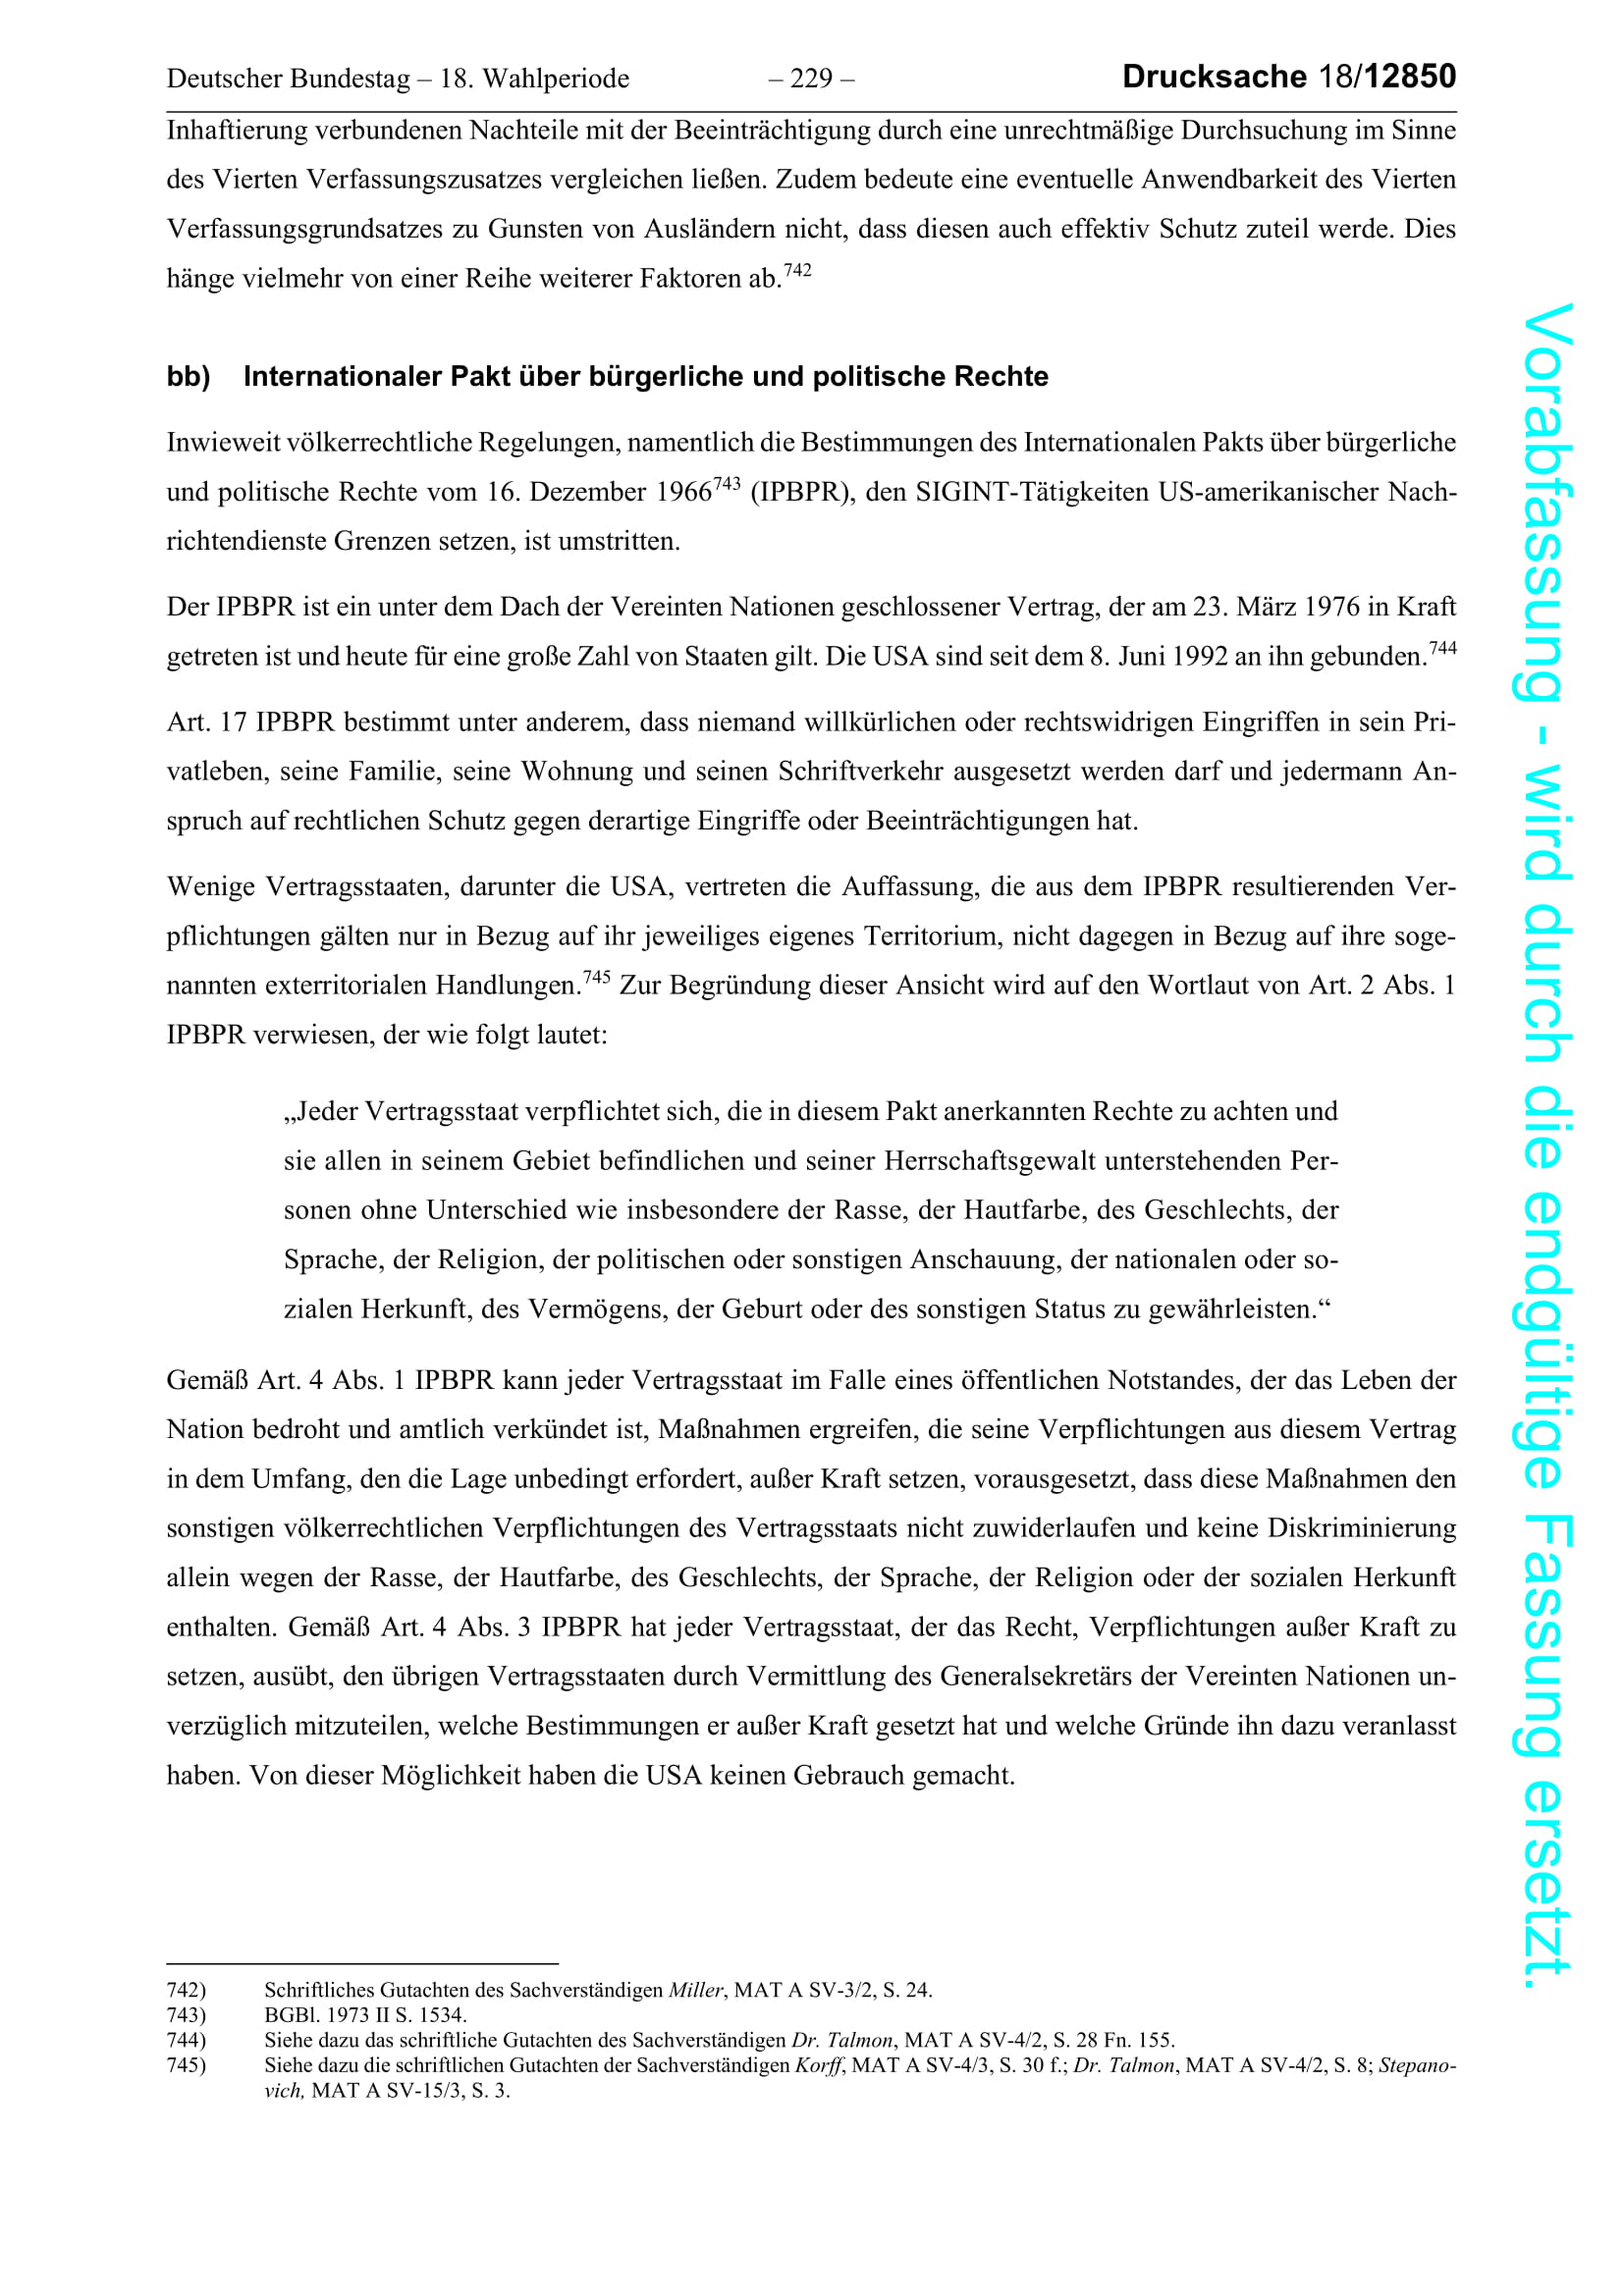 Deutscher Bundestag – 18. Wahlperiode – 229 – Drucksache 18/12850
Inhaftierung verbundenen Nachteile mit der Beeinträchtigung durch eine unrechtmäßige Durchsuchung im Sinne
des Vierten Verfassungszusatzes vergleichen ließen. Zudem bedeute eine eventuelle Anwendbarkeit des Vierten
Verfassungsgrundsatzes zu Gunsten von Ausländern nicht, dass diesen auch effektiv Schutz zuteil werde. Dies
hänge vielmehr von einer Reihe weiterer Faktoren ab.742
bb) Internationaler Pakt über bürgerliche und politische Rechte
Inwieweit völkerrechtliche Regelungen, namentlich die Bestimmungen des Internationalen Pakts über bürgerliche
und politische Rechte vom 16. Dezember 1966743 (IPBPR), den SIGINT-Tätigkeiten US-amerikanischer Nach-
richtendienste Grenzen setzen, ist umstritten.
Der IPBPR ist ein unter dem Dach der Vereinten Nationen geschlossener Vertrag, der am 23. März 1976 in Kraft
getreten ist und heute für eine große Zahl von Staaten gilt. Die USA sind seit dem 8. Juni 1992 an ihn gebunden.744
Art. 17 IPBPR bestimmt unter anderem, dass niemand willkürlichen oder rechtswidrigen Eingriffen in sein Pri-
vatleben, seine Familie, seine Wohnung und seinen Schriftverkehr ausgesetzt werden darf und jedermann An-
spruch auf rechtlichen Schutz gegen derartige Eingriffe oder Beeinträchtigungen hat.
Wenige Vertragsstaaten, darunter die USA, vertreten die Auffassung, die aus dem IPBPR resultierenden Ver-
pflichtungen gälten nur in Bezug auf ihr jeweiliges eigenes Territorium, nicht dagegen in Bezug auf ihre soge-
nannten exterritorialen Handlungen.745 Zur Begründung dieser Ansicht wird auf den Wortlaut von Art. 2 Abs. 1
IPBPR verwiesen, der wie folgt lautet:
„Jeder Vertragsstaat verpflichtet sich, die in diesem Pakt anerkannten Rechte zu achten und
sie allen in seinem Gebiet befindlichen und seiner Herrschaftsgewalt unterstehenden Per-
sonen ohne Unterschied wie insbesondere der Rasse, der Hautfarbe, des Geschlechts, der
Sprache, der Religion, der politischen oder sonstigen Anschauung, der nationalen oder so-
zialen Herkunft, des Vermögens, der Geburt oder des sonstigen Status zu gewährleisten.“
Gemäß Art. 4 Abs. 1 IPBPR kann jeder Vertragsstaat im Falle eines öffentlichen Notstandes, der das Leben der
Nation bedroht und amtlich verkündet ist, Maßnahmen ergreifen, die seine Verpflichtungen aus diesem Vertrag
in dem Umfang, den die Lage unbedingt erfordert, außer Kraft setzen, vorausgesetzt, dass diese Maßnahmen den
sonstigen völkerrechtlichen Verpflichtungen des Vertragsstaats nicht zuwiderlaufen und keine Diskriminierung
allein wegen der Rasse, der Hautfarbe, des Geschlechts, der Sprache, der Religion oder der sozialen Herkunft
enthalten. Gemäß Art. 4 Abs. 3 IPBPR hat jeder Vertragsstaat, der das Recht, Verpflichtungen außer Kraft zu
setzen, ausübt, den übrigen Vertragsstaaten durch Vermittlung des Generalsekretärs der Vereinten Nationen un-
verzüglich mitzuteilen, welche Bestimmungen er außer Kraft gesetzt hat und welche Gründe ihn dazu veranlasst
haben. Von dieser Möglichkeit haben die USA keinen Gebrauch gemacht.
742) Schriftliches Gutachten des Sachverständigen Miller, MAT A SV-3/2, S. 24.
743) BGBl. 1973 II S. 1534.
744) Siehe dazu das schriftliche Gutachten des Sachverständigen Dr. Talmon, MAT A SV-4/2, S. 28 Fn. 155.
745) Siehe dazu die schriftlichen Gutachten der Sachverständigen Korff, MAT A SV-4/3, S. 30 f.; Dr. Talmon, MAT A SV-4/2, S. 8; Stepano-
vich, MAT A SV-15/3, S. 3.
Vorabfassung - wird durch die endgültige Fassung ersetzt.